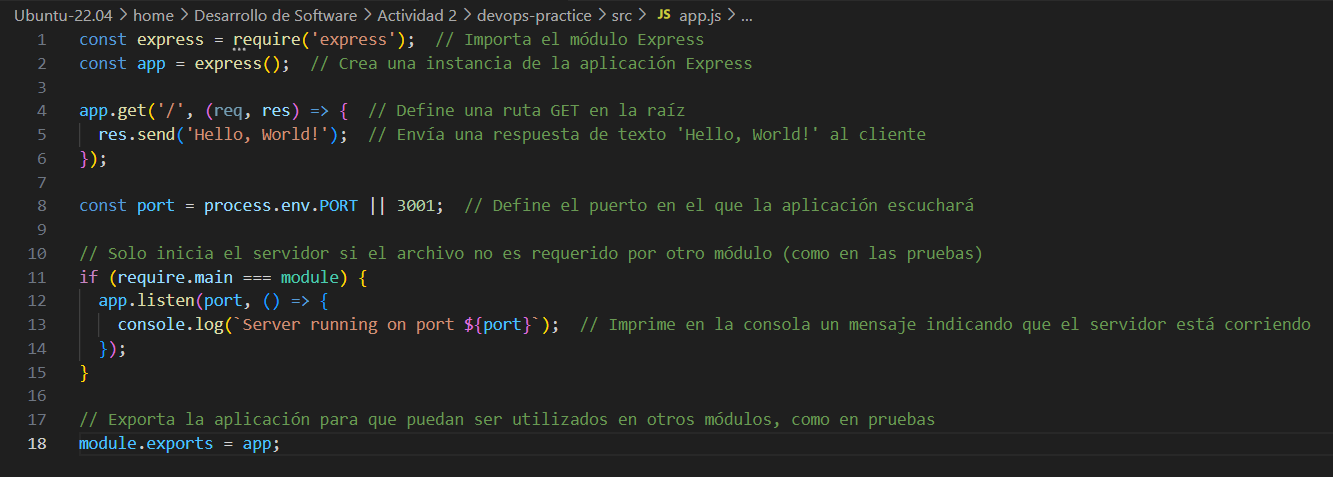 Ubuntu-22.04 > home > Desarrollo de Software > Actividad 2 > devops-practice > src > JS app.js > ...
1 const express = require('express');  // Importa el módulo Express
2 const app = express();  // Crea una instancia de la aplicación Express
3
4 app.get('/', (req, res) => {  // Define una ruta GET en la raíz
5   res.send('Hello, World!');  // Envía una respuesta de texto 'Hello, World!' al cliente
6 });
7
8 const port = process.env.PORT || 3001;  // Define el puerto en el que la aplicación escuchará
9
10 // Solo inicia el servidor si el archivo no es requerido por otro módulo (como en las pruebas)
11 if (require.main === module) {
12   app.listen(port, () => {
13     console.log(`Server running on port ${port}`);  // Imprime en la consola un mensaje indicando que el servidor está corriendo
14   });
15 }
16
17 // Exporta la aplicación para que puedan ser utilizados en otros módulos, como en pruebas
18 module.exports = app;